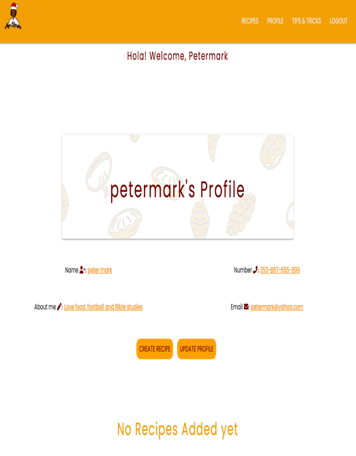 RECIPES PROFILE TIPS & TRICKS LOGOUT
Hola! Welcome, Petermark
petermark's Profile
Name : peter mark
Number : 353-887-655-898
About me : Love food, football and Bible studies
Email : petermark@yahoo.com
CREATE RECIPE UPDATE PROFILE
No Recipes Added yet